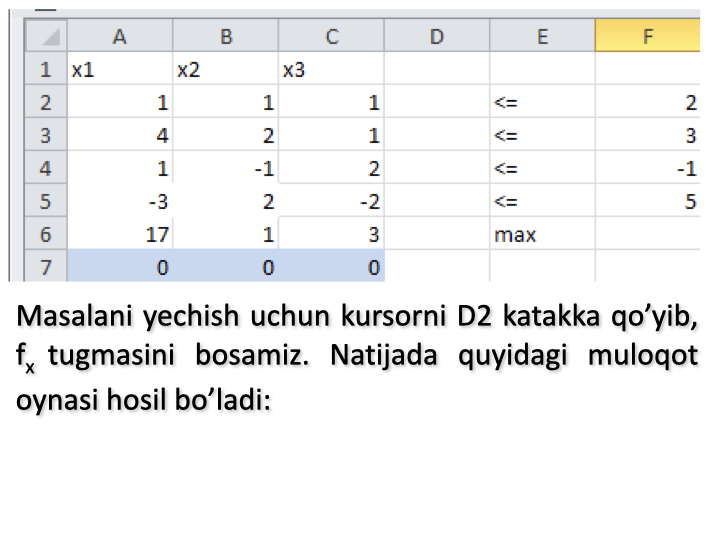 A B C D E F
1 x1 x2 x3
2 1 1 1 <= 2
3 4 2 1 <= 3
4 1 -1 2 <= -1
5 -3 2 -2 <= 5
6 17 1 3 max
7 0 0 0
Masalani yechish uchun kursorni D2 katakka qo’yib,
fx tugmasini bosamiz. Natijada quyidagi muloqot
oynasi hosil bo’ladi: